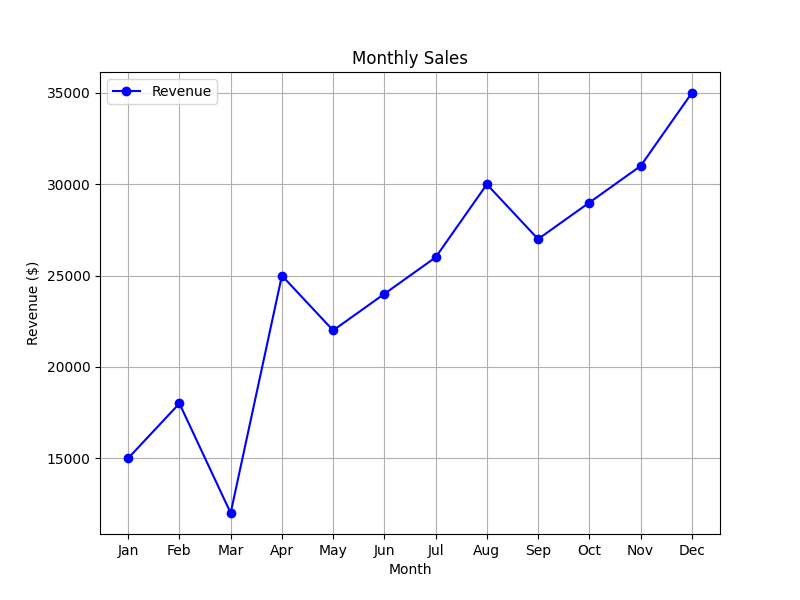 Monthly Sales
Revenue
Revenue ($)
35000
30000
25000
20000
15000
Jan Feb Mar Apr May Jun Jul Aug Sep Oct Nov Dec
Month